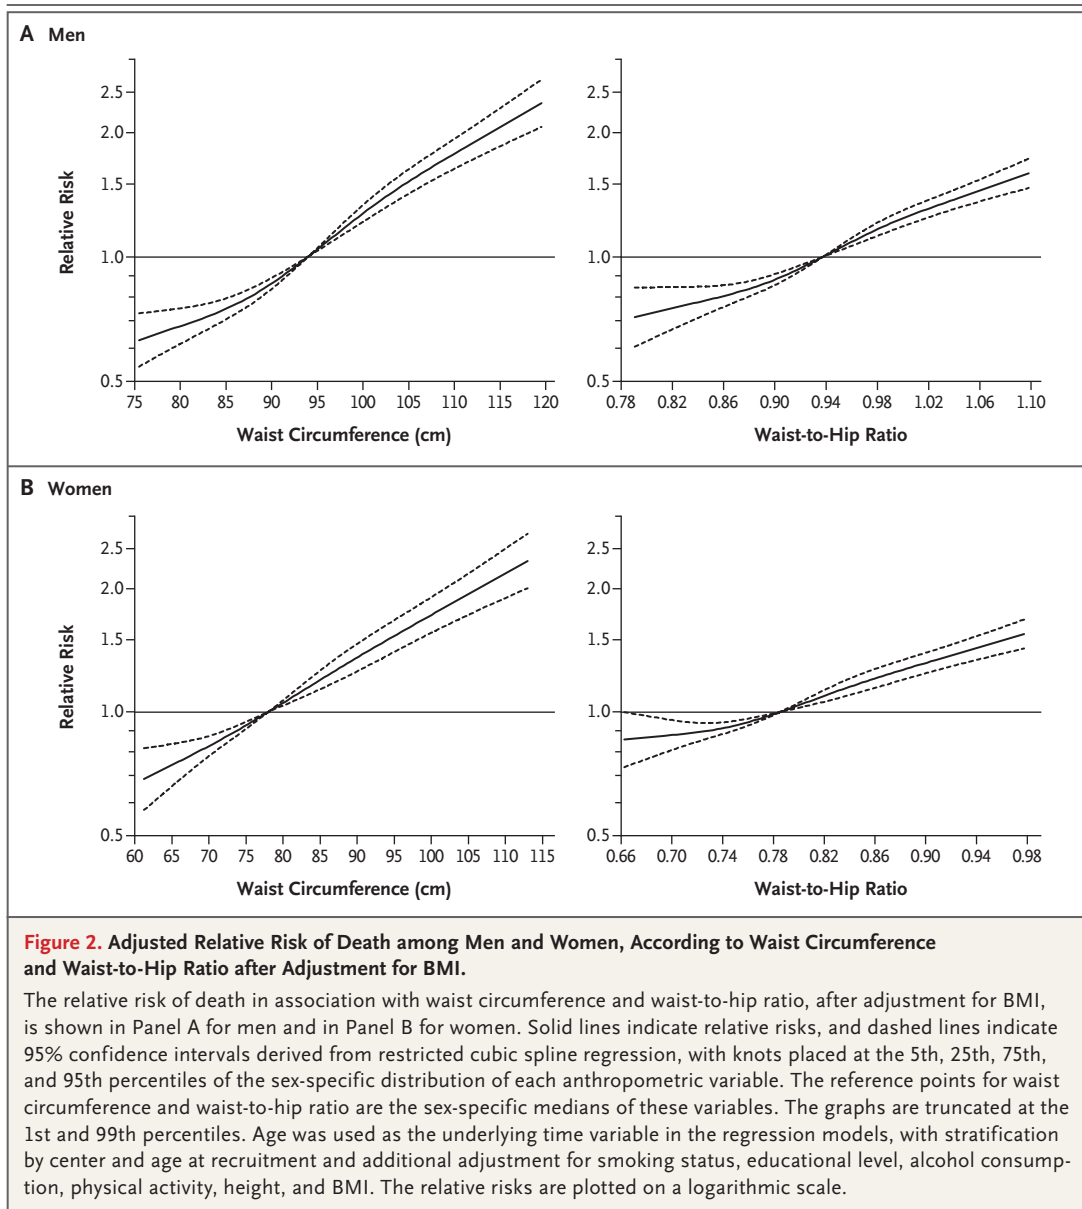 A Men
2.5
2.0
1.5
1.0
0.5
Relative Risk
75 80 85 90 95 100 105 110 115 120
Waist Circumference (cm)
2.5
2.0
1.5
1.0
0.5
0.78 0.82 0.86 0.90 0.94 0.98 1.02 1.06 1.10
Waist-to-Hip Ratio
B Women
2.5
2.0
1.5
1.0
0.5
Relative Risk
60 65 70 75 80 85 90 95 100 105 110 115
Waist Circumference (cm)
2.5
2.0
1.5
1.0
0.5
0.66 0.70 0.74 0.78 0.82 0.86 0.90 0.94 0.98
Waist-to-Hip Ratio
Figure 2. Adjusted Relative Risk of Death among Men and Women, According to Waist Circumference
and Waist-to-Hip Ratio after Adjustment for BMI.
The relative risk of death in association with waist circumference and waist-to-hip ratio, after adjustment for BMI,
is shown in Panel A for men and in Panel B for women. Solid lines indicate relative risks, and dashed lines indicate
95% confidence intervals derived from restricted cubic spline regression, with knots placed at the 5th, 25th, 75th,
and 95th percentiles of the sex-specific distribution of each anthropometric variable. The reference points for waist
circumference and waist-to-hip ratio are the sex-specific medians of these variables. The graphs are truncated at the
1st and 99th percentiles. Age was used as the underlying time variable in the regression models, with stratification
by center and age at recruitment and additional adjustment for smoking status, educational level, alcohol consump-
tion, physical activity, height, and BMI. The relative risks are plotted on a logarithmic scale.